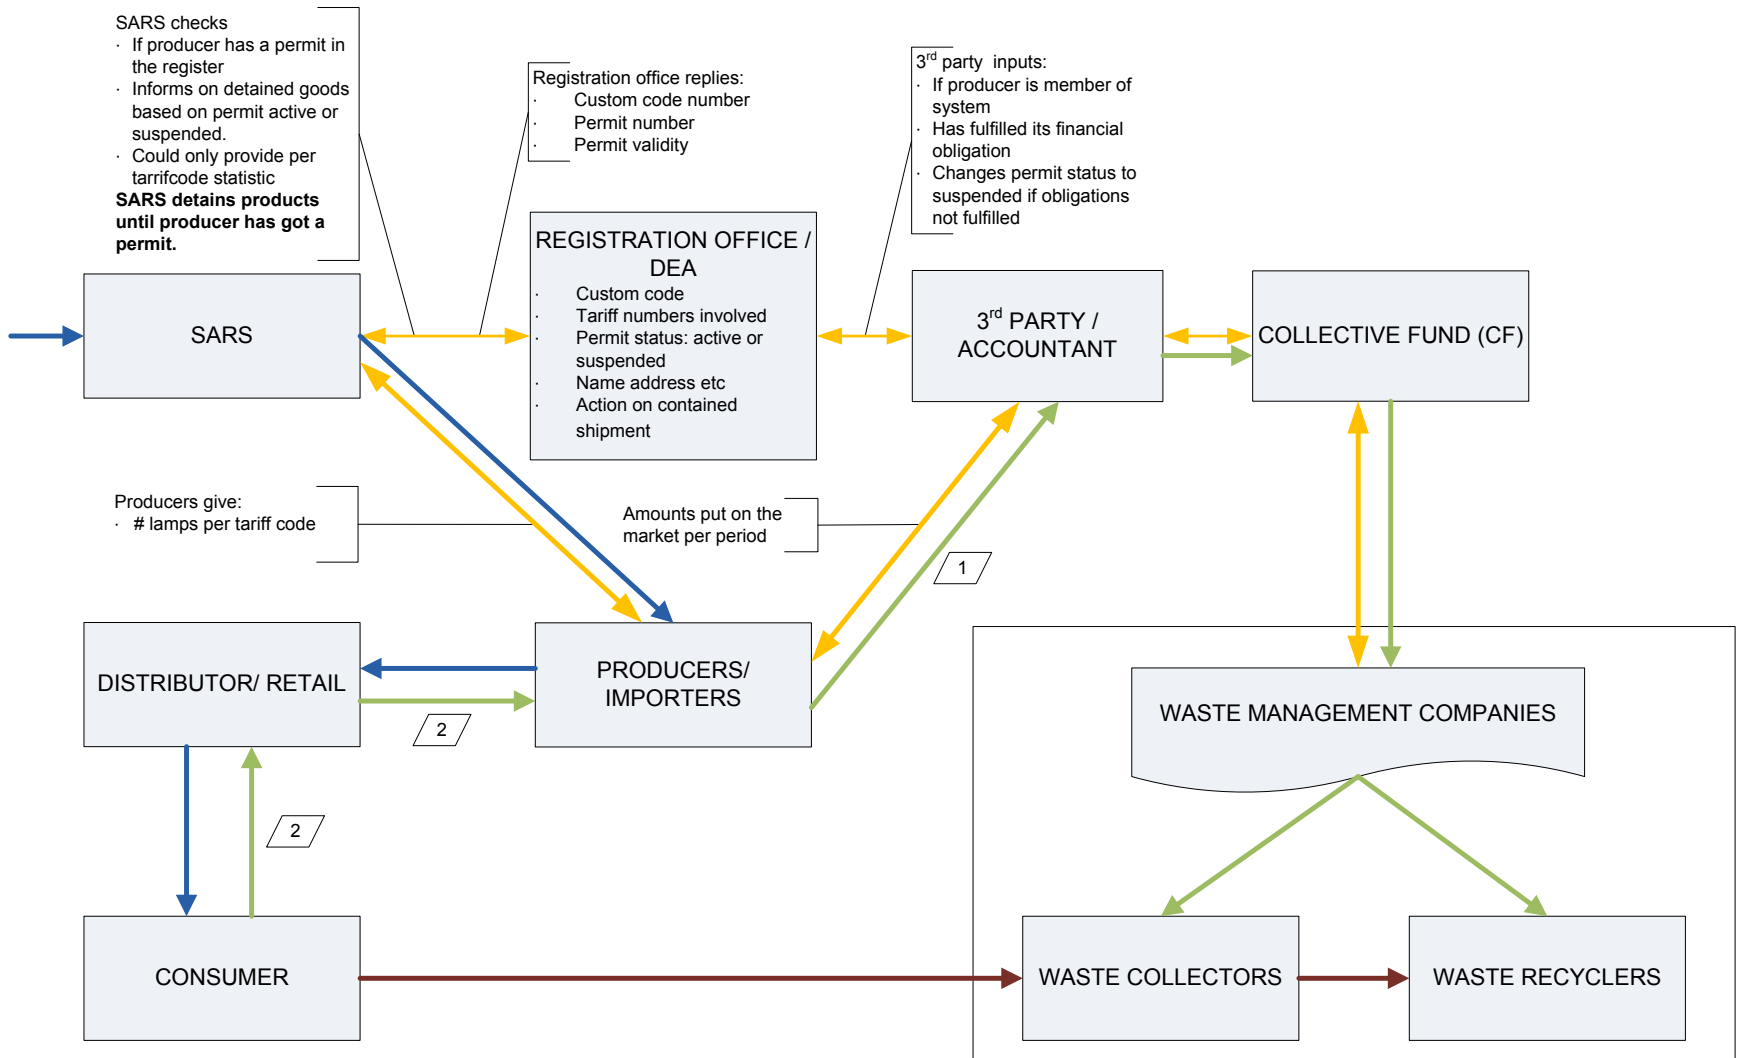 SARS checks
· If producer has a permit in
the register
· Informs on detained goods
based on permit active or
suspended.
· Could only provide per
tarrifcode statistic
SARS detains products
until producer has got a
permit.
Registration office replies:
· Custom code number
· Permit number
· Permit validity
3rd party inputs:
· If producer is member of
system
· Has fulfilled its financial
obligation
· Changes permit status to
suspended if obligations
not fulfilled
SARS
REGISTRATION OFFICE /
DEA
· Custom code
· Tariff numbers involved
· Permit status: active or
suspended
· Name address etc
· Action on contained
shipment
3rd PARTY /
ACCOUNTANT
COLLECTIVE FUND (CF)
Producers give:
· # lamps per tariff code
Amounts put on the
market per period
1
DISTRIBUTOR/ RETAIL
2
PRODUCERS/
IMPORTERS
WASTE MANAGEMENT COMPANIES
2
CONSUMER
WASTE COLLECTORS
WASTE RECYCLERS